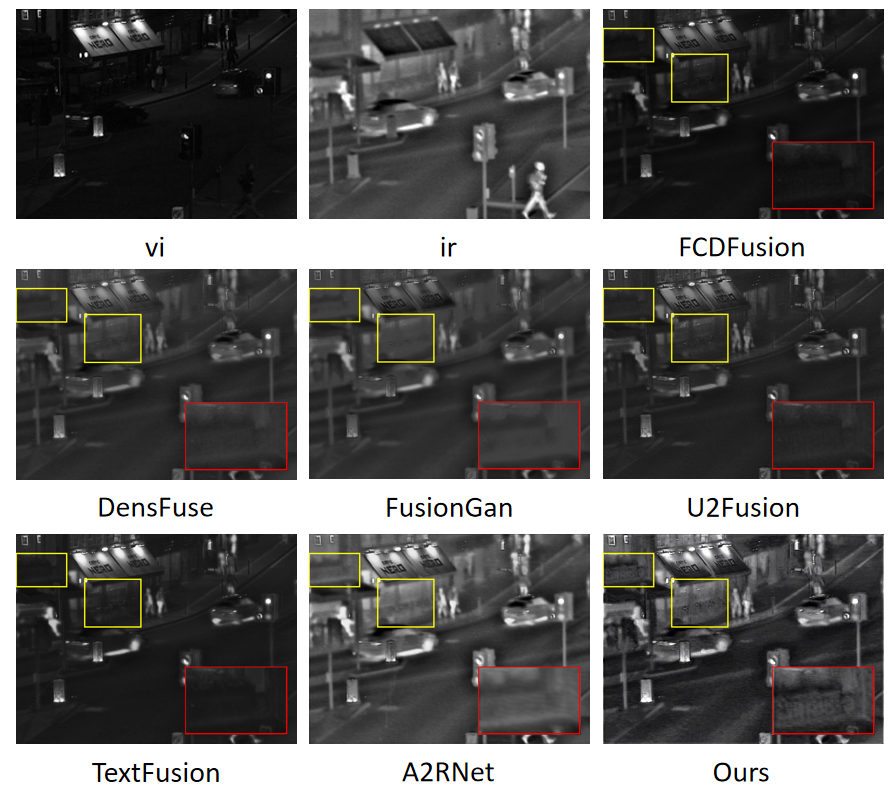 vi
ir
FCDFusion
DensFuse
FusionGan
U2Fusion
TextFusion
A2RNet
Ours